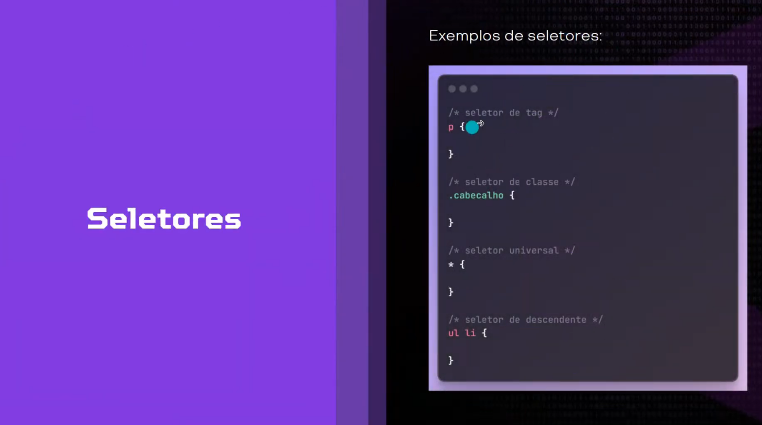 Seletores
Exemplos de seletores:
/* seletor de tag */
p {
}
/* seletor de classe */
.cabecalho {
}
/* seletor universal */
* {
}
/* seletor de descendente */
ul li {
}